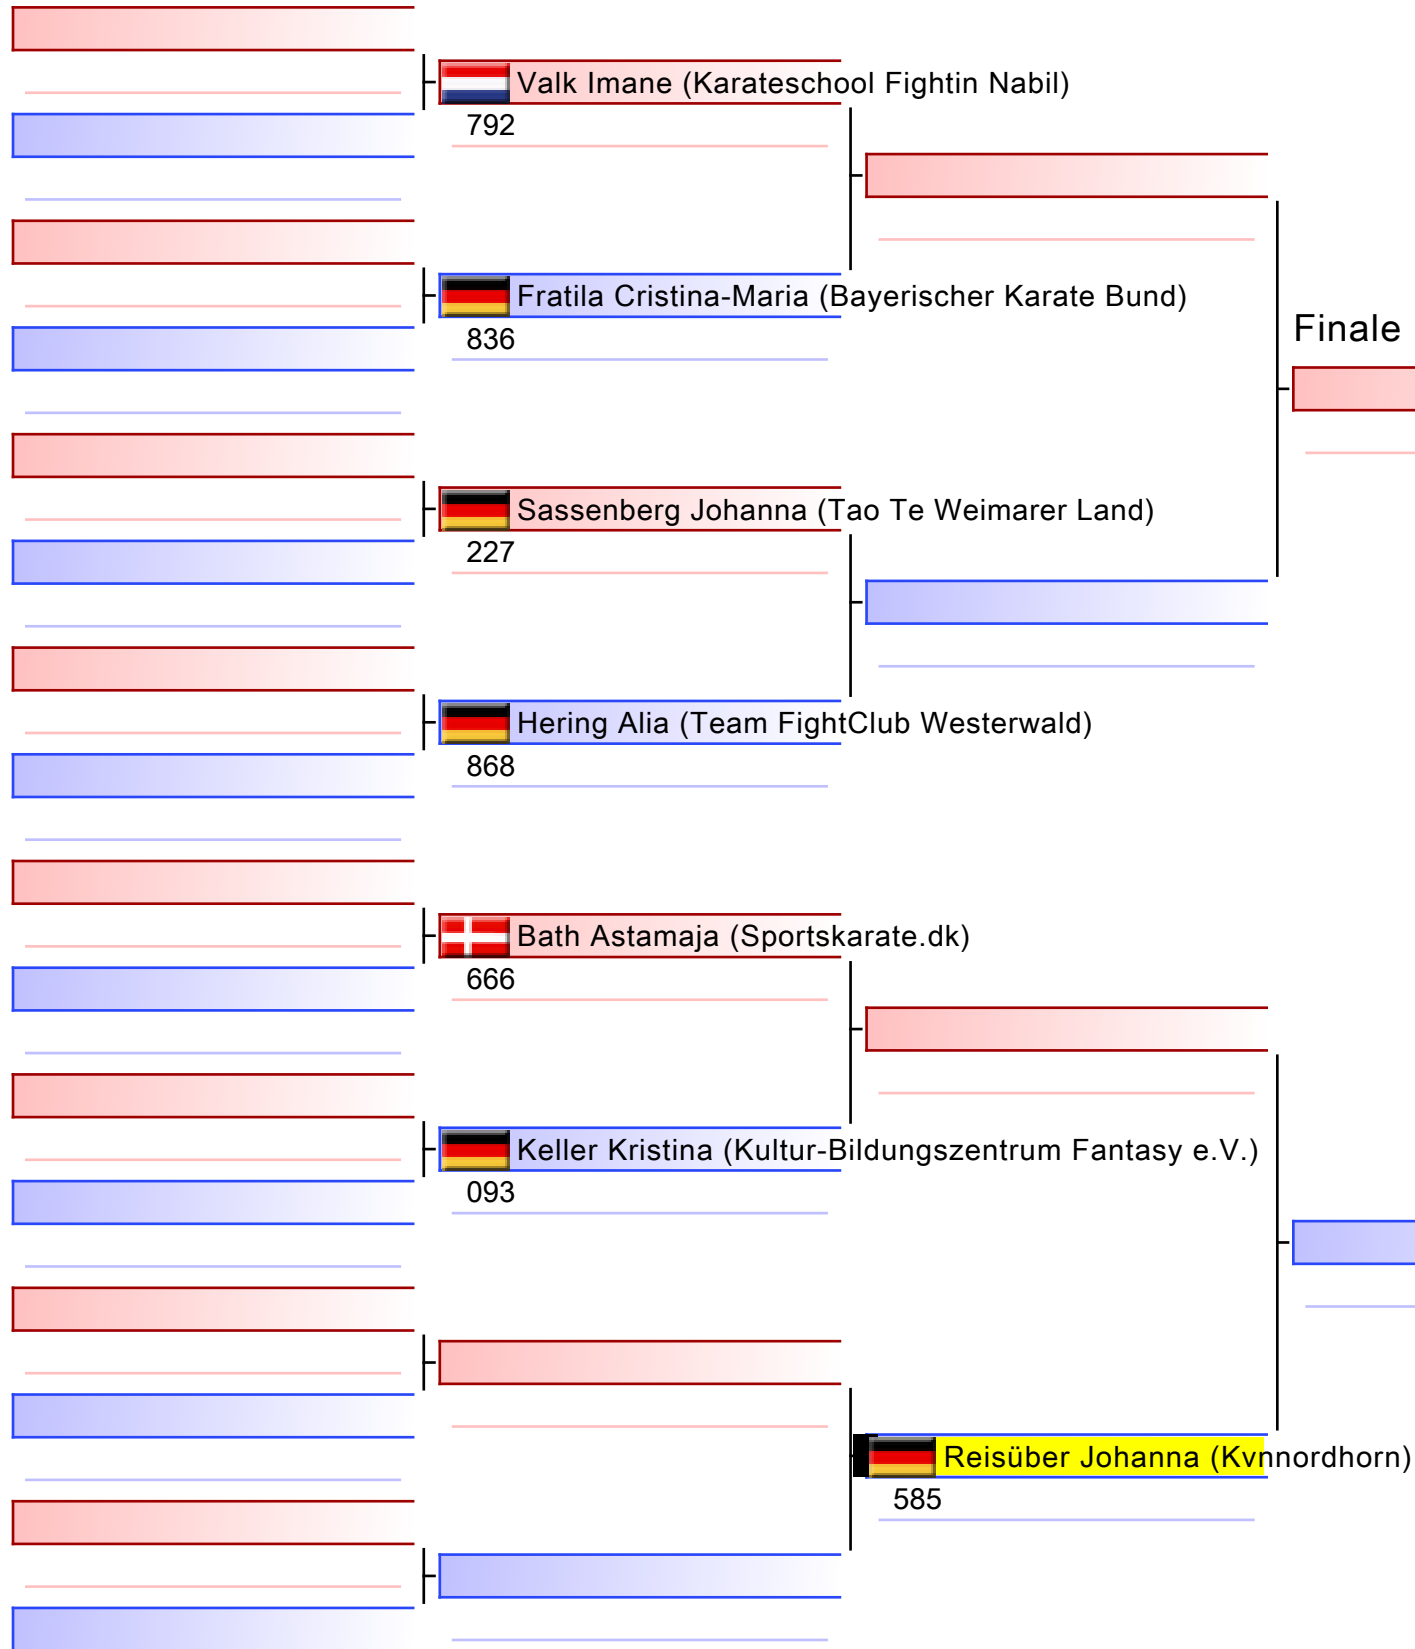 Valk Imane (Karateschool Fightin Nabil)
792
Fratila Cristina-Maria (Bayerischer Karate Bund)
836
Finale
Sassenberg Johanna (Tao Te Weimarer Land)
227
Hering Alia (Team FightClub Westerwald)
868
Bath Astamaja (Sportskarate.dk)
666
Keller Kristina (Kultur-Bildungszentrum Fantasy e.V.)
093
Reisüber Johanna (Kvnnordhorn)
585